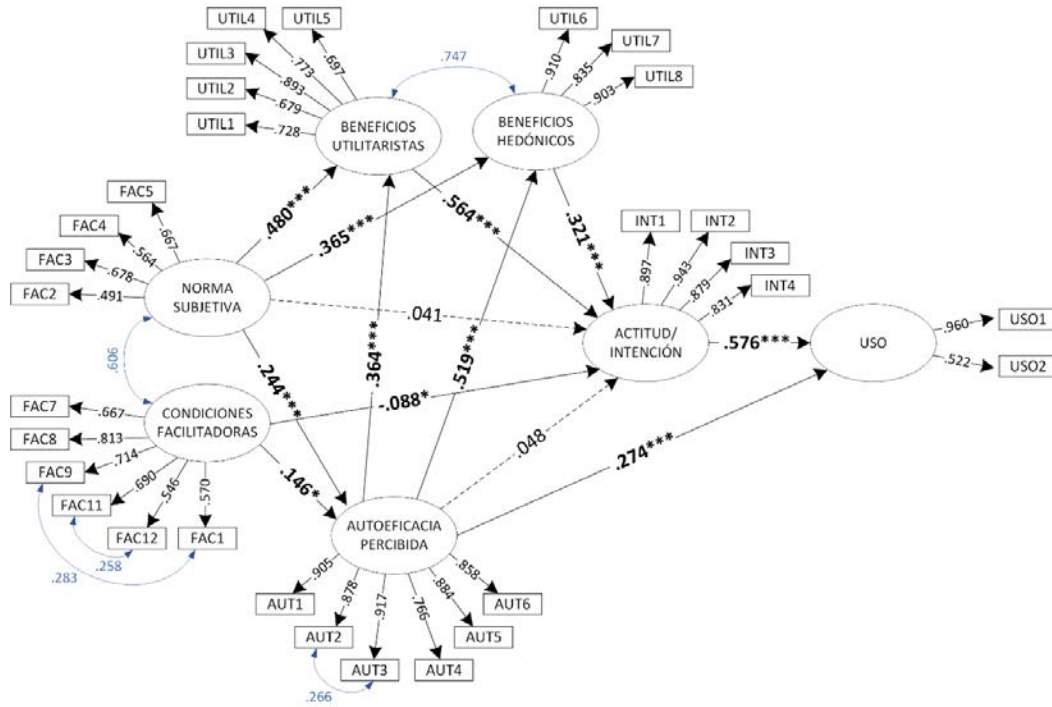 UTIL4
UTIL5
UTIL3
UTIL2
UTIL1
.773
.697
.893
.679
.728
.747
UTIL6
UTIL7
UTIL8
.910
.835
.903
BENEFICIOS
UTILITARISTAS
BENEFICIOS
HEDÓNICOS
FAC5
FAC4
FAC3
FAC2
.667
.564
.678
.491
.480***
.365***
.564***
.321***
INT1
INT2
INT3
INT4
.897
.943
.879
.831
NORMA
SUBJETIVA
.041
ACTITUD/
INTENCIÓN
.576***
USO
.960
.522
USO1
USO2
.606
.244***
.364***
.519***
-.088*
.048
.274***
CONDICIONES
FACILITADORAS
.146*
FAC7
FAC8
FAC9
FAC11
FAC12
FAC1
.667
.813
.714
.690
.546
.570
.258
.283
AUTOEFICACIA
PERCIBIDA
.905
.878
.917
.766
.884
.858
AUT1
AUT2
AUT3
AUT4
AUT5
AUT6
.266